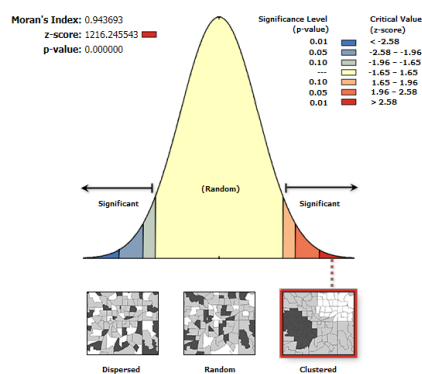 Moran's Index: 0.943693
z-score: 1216.245543
p-value: 0.000000
Significance Level
(p-value)
Critical Value
(z-score)
0.01 < -2.58
0.05 -2.58 – -1.96
0.10 -1.96 – -1.65
--- -1.65 – 1.65
0.10 1.65 – 1.96
0.05 1.96 – 2.58
0.01 > 2.58
(Random)
Significant
Significant
Dispersed
Random
Clustered